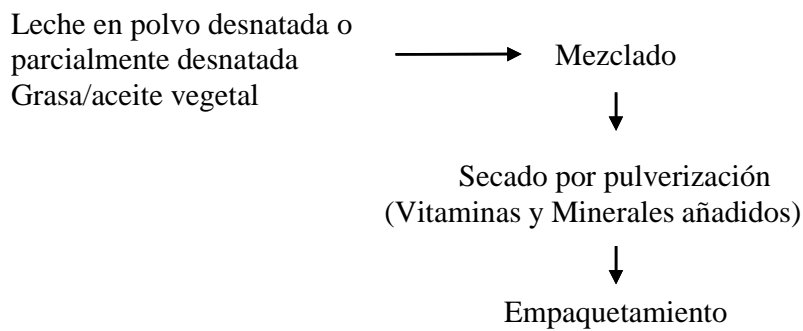 Leche en polvo desnatada o
parcialmente desnatada
Grasa/aceite vegetal
Mezclado
Secado por pulverización
(Vitaminas y Minerales añadidos)
Empaquetamiento